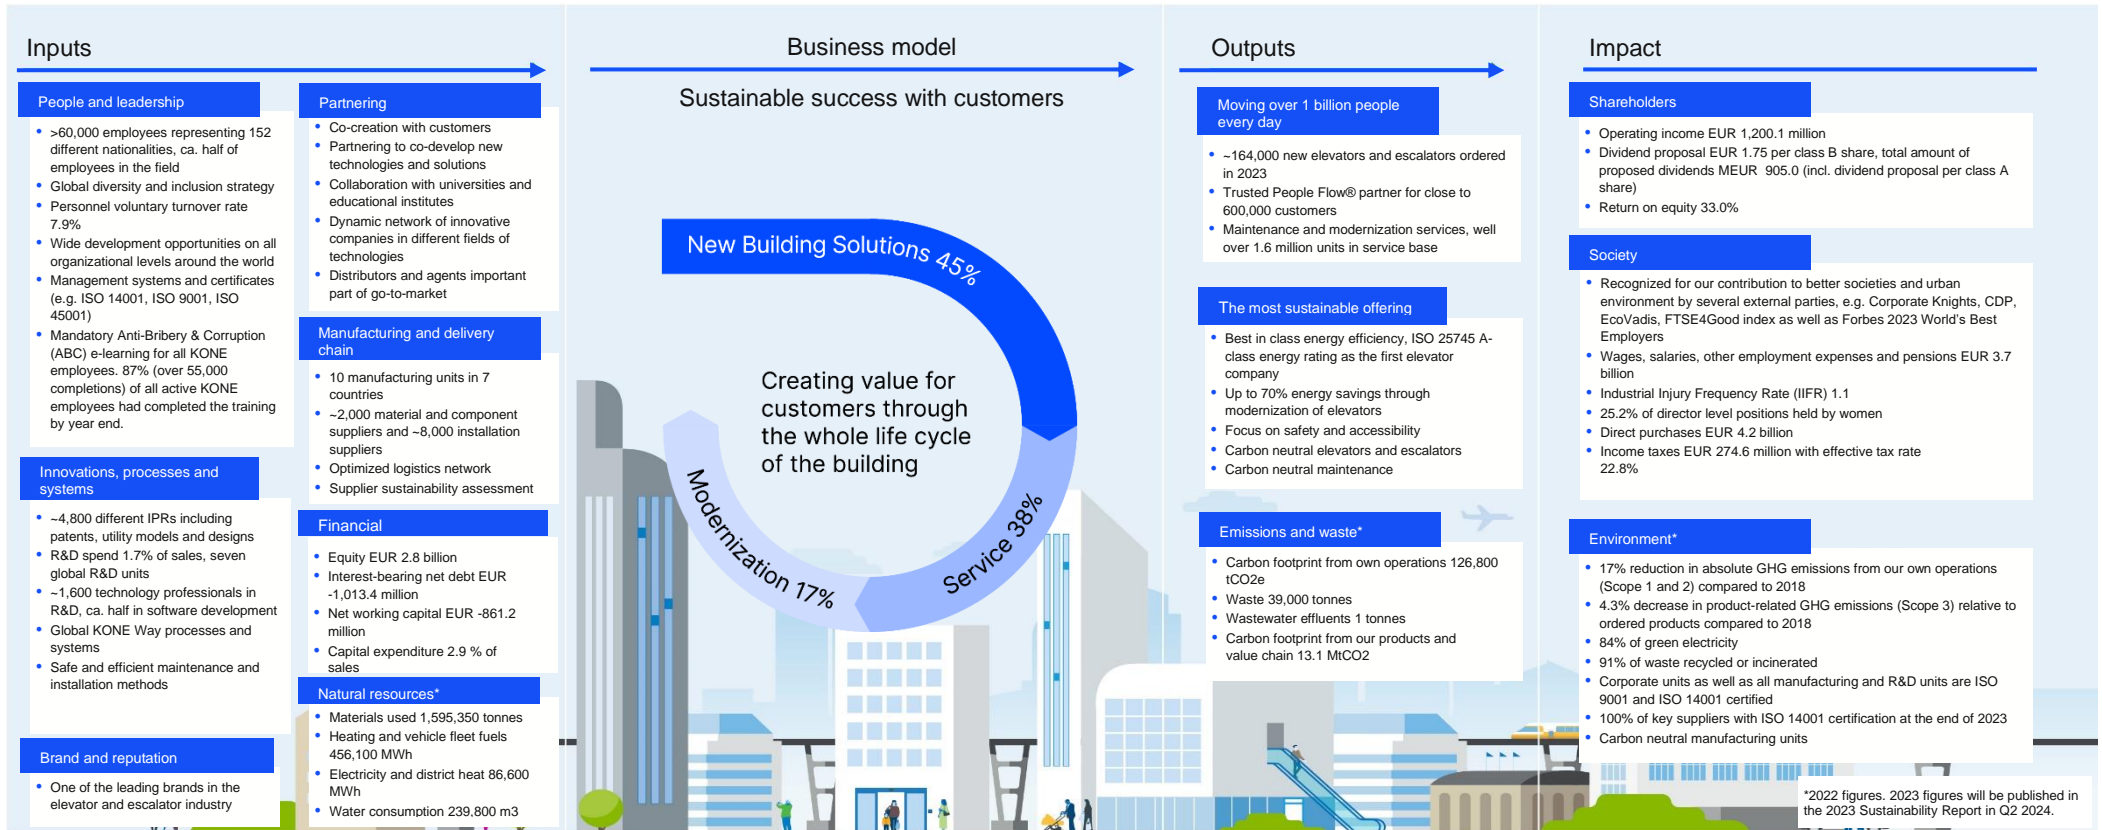 Inputs
People and leadership
• >60,000 employees representing 152
different nationalities, ca. half of
employees in the field
• Global diversity and inclusion strategy
• Personnel voluntary turnover rate
7.9%
• Wide development opportunities on all
organizational levels around the world
• Management systems and certificates
(e.g. ISO 14001, ISO 9001, ISO
45001)
• Mandatory Anti-Bribery & Corruption
(ABC) e-learning for all KONE
employees. 87% (over 55,000
completions) of all active KONE
employees had completed the training
by year end.
Innovations, processes and
systems
• ~4,800 different IPRs including
patents, utility models and designs
• R&D spend 1.7% of sales, seven
global R&D units
• ~1,600 technology professionals in
R&D, ca. half in software development
• Global KONE Way processes and
systems
• Safe and efficient maintenance and
installation methods
Brand and reputation
• One of the leading brands in the
elevator and escalator industry
Partnering
• Co-creation with customers
• Partnering to co-develop new
technologies and solutions
• Collaboration with universities and
educational institutes
• Dynamic network of innovative
companies in different fields of
technologies
• Distributors and agents important
part of go-to-market
Manufacturing and delivery
chain
• 10 manufacturing units in 7
countries
• ~2,000 material and component
suppliers and ~8,000 installation
suppliers
• Optimized logistics network
• Supplier sustainability assessment
Financial
• Equity EUR 2.8 billion
• Interest-bearing net debt EUR
-1,013.4 million
• Net working capital EUR -861.2
million
• Capital expenditure 2.9 % of
sales
Natural resources*
• Materials used 1,595,350 tonnes
• Heating and vehicle fleet fuels
456,100 MWh
• Electricity and district heat 86,600
MWh
• Water consumption 239,800 m3
Business model
Sustainable success with customers
New Building Solutions 45%
Service 38%
Modernization 17%
Creating value for
customers through
the whole life cycle
of the building
Outputs
Moving over 1 billion people
every day
• ~164,000 new elevators and escalators ordered
in 2023
• Trusted People Flow® partner for close to
600,000 customers
• Maintenance and modernization services, well
over 1.6 million units in service base
The most sustainable offering
• Best in class energy efficiency, ISO 25745 A-
class energy rating as the first elevator
company
• Up to 70% energy savings through
modernization of elevators
• Focus on safety and accessibility
• Carbon neutral elevators and escalators
• Carbon neutral maintenance
Emissions and waste*
• Carbon footprint from own operations 126,800
tCO2e
• Waste 39,000 tonnes
• Wastewater effluents 1 tonnes
• Carbon footprint from our products and
value chain 13.1 MtCO2
Impact
Shareholders
• Operating income EUR 1,200.1 million
• Dividend proposal EUR 1.75 per class B share, total amount of
proposed dividends MEUR 905.0 (incl. dividend proposal per class A
share)
• Return on equity 33.0%
Society
• Recognized for our contribution to better societies and urban
environment by several external parties, e.g. Corporate Knights, CDP,
EcoVadis, FTSE4Good index as well as Forbes 2023 World's Best
Employers
• Wages, salaries, other employment expenses and pensions EUR 3.7
billion
• Industrial Injury Frequency Rate (IIFR) 1.1
• 25.2% of director level positions held by women
• Direct purchases EUR 4.2 billion
• Income taxes EUR 274.6 million with effective tax rate
22.8%
Environment*
• 17% reduction in absolute GHG emissions from our own operations
(Scope 1 and 2) compared to 2018
• 4.3% decrease in product-related GHG emissions (Scope 3) relative to
ordered products compared to 2018
• 84% of green electricity
• 91% of waste recycled or incinerated
• Corporate units as well as all manufacturing and R&D units are ISO
9001 and ISO 14001 certified
• 100% of key suppliers with ISO 14001 certification at the end of 2023
• Carbon neutral manufacturing units
*2022 figures. 2023 figures will be published in
the 2023 Sustainability Report in Q2 2024.